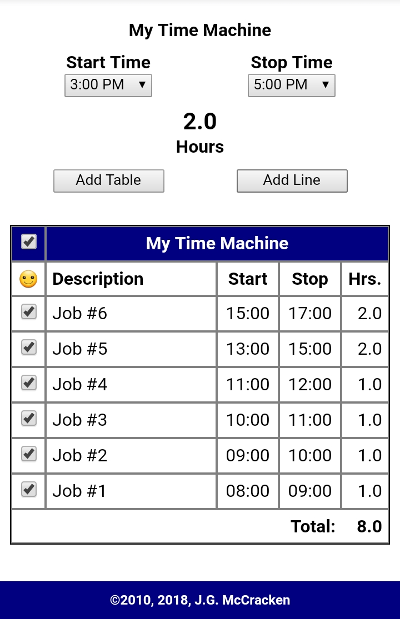 My Time Machine
Start Time Stop Time
3:00 PM 5:00 PM
2.0
Hours
Add Table Add Line
My Time Machine
Description Start Stop Hrs.
Job #6 15:00 17:00 2.0
Job #5 13:00 15:00 2.0
Job #4 11:00 12:00 1.0
Job #3 10:00 11:00 1.0
Job #2 09:00 10:00 1.0
Job #1 08:00 09:00 1.0
Total: 8.0
©2010, 2018, J.G. McCracken